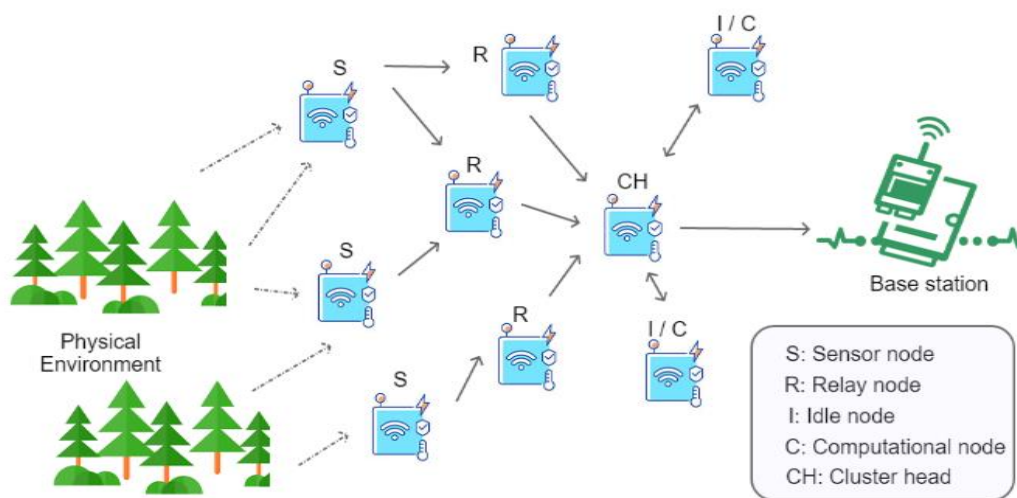 I / C
S
R
R
CH
S
Base station
R
I / C
Physical
Environment
S
S: Sensor node
R: Relay node
I: Idle node
C: Computational node
CH: Cluster head